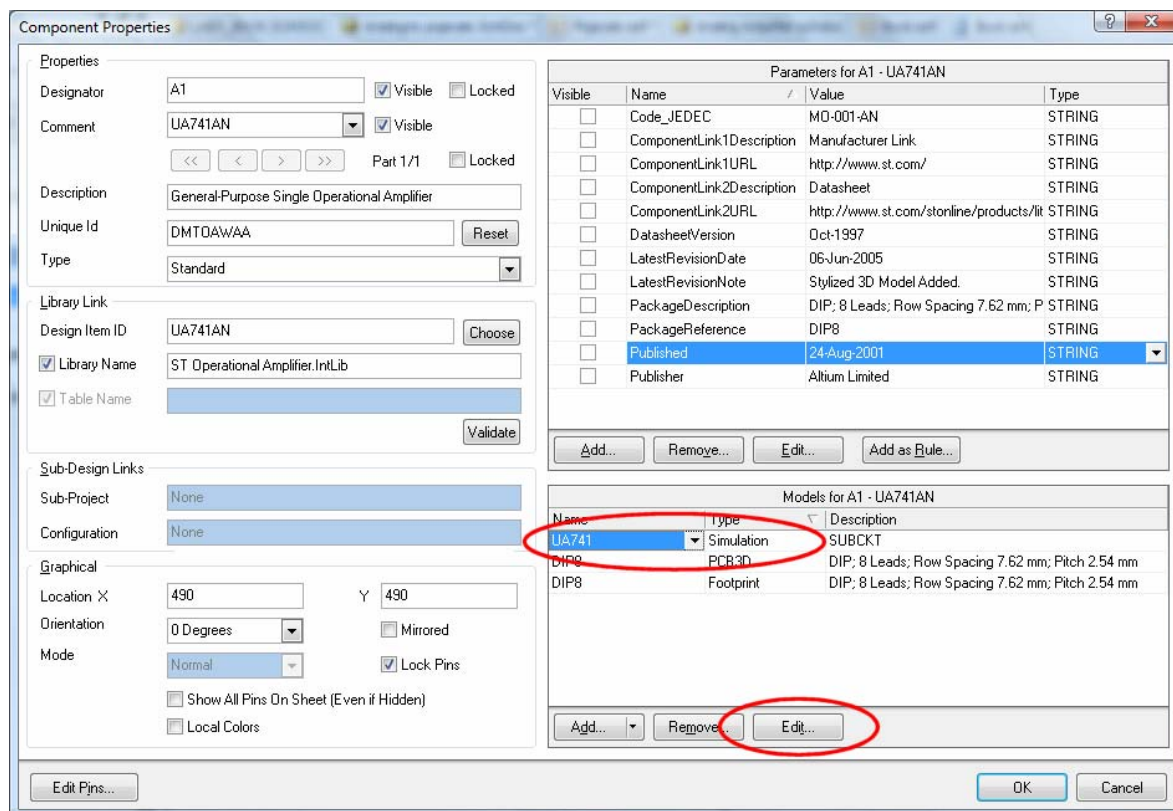 Component Properties
Properties
Designator A1 Visible Locked
Comment UA741AN Visible
<< < > >> Part 1/1 Locked
Description General-Purpose Single Operational Amplifier
Unique Id DMTOAWAA Reset
Type Standard
Library Link
Design Item ID UA741AN Choose
Library Name ST Operational Amplifier.IntLib
Table Name
Validate
Sub-Design Links
Sub-Project None
Configuration None
Graphical
Location X 490 Y 490
Orientation 0 Degrees Mirrored
Mode Normal Lock Pins
Show All Pins On Sheet (Even if Hidden)
Local Colors
Edit Pins...
Parameters for A1 - UA741AN
Visible Name Value Type
Code_JEDEC MO-001-AN STRING
ComponentLink1Description Manufacturer Link STRING
ComponentLink1URL http://www.st.com/ STRING
ComponentLink2Description Datasheet STRING
ComponentLink2URL http://www.st.com/stonline/products/lit STRING
DatasheetVersion Oct-1997 STRING
LatestRevisionDate 06-Jun-2005 STRING
LatestRevisionNote Stylized 3D Model Added. STRING
PackageDescription DIP; 8 Leads; Row Spacing 7.62 mm; P STRING
PackageReference DIP8 STRING
Published 24-Aug-2001 STRING
Publisher Altium Limited STRING
Add... Remove... Edit... Add as Rule...
Models for A1 - UA741AN
Name Type Description
UA741 Simulation SUBCKT
DIP8 PCB3D DIP; 8 Leads; Row Spacing 7.62 mm; Pitch 2.54 mm
DIP8 Footprint DIP; 8 Leads; Row Spacing 7.62 mm; Pitch 2.54 mm
Add... Remove... Edit...
OK Cancel